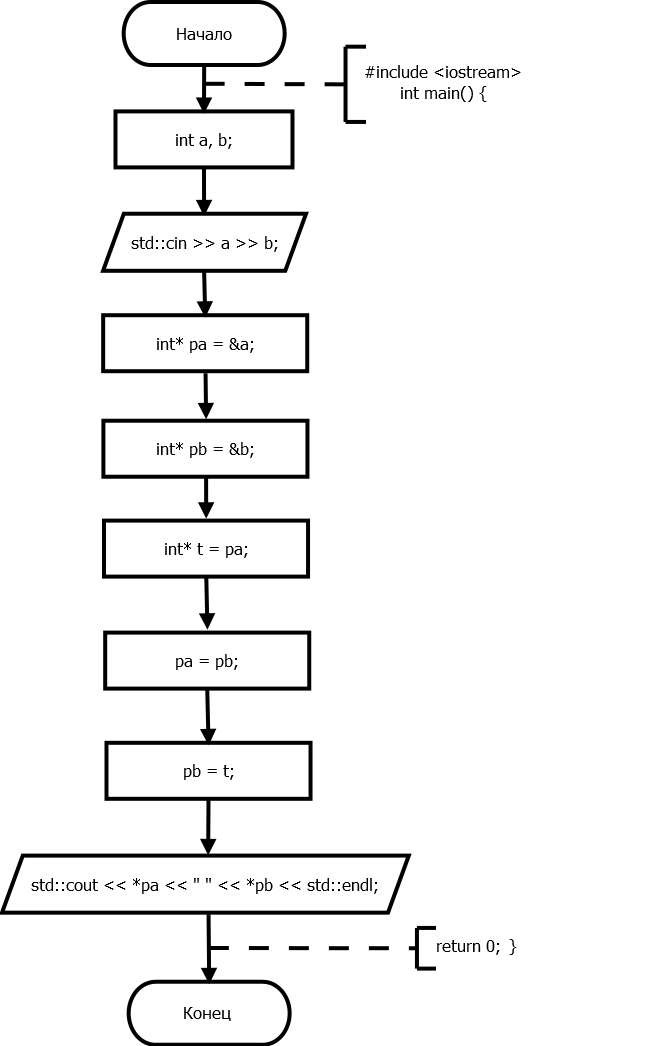 Начало
#include <iostream>
int main() {
int a, b;
std::cin >> a >> b;
int* pa = &a;
int* pb = &b;
int* t = pa;
pa = pb;
pb = t;
std::cout << *pa << " " << *pb << std::endl;
return 0; }
Конец